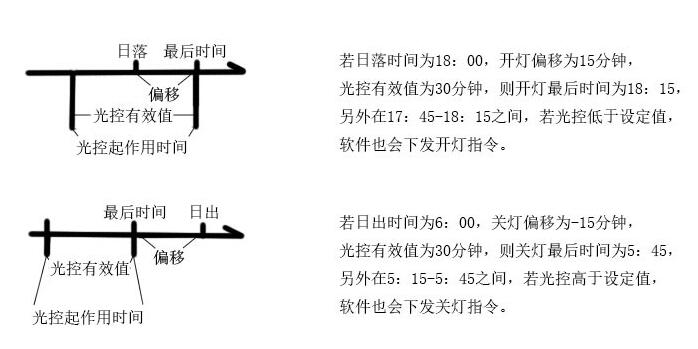 日落 最后时间
偏移
光控有效值
光控起作用时间
若日落时间为18：00，开灯偏移为15分钟，
光控有效值为30分钟，则开灯最后时间为18：15，
另外在17：45-18：15之间，若光控低于设定值，
软件也会下发开灯指令。
最后时间 日出
偏移
光控有效值
光控起作用时间
若日出时间为6：00，关灯偏移为-15分钟，
光控有效值为30分钟，则关灯最后时间为5：45，
另外在5：15-5：45之间，若光控高于设定值，
软件也会下发关灯指令。